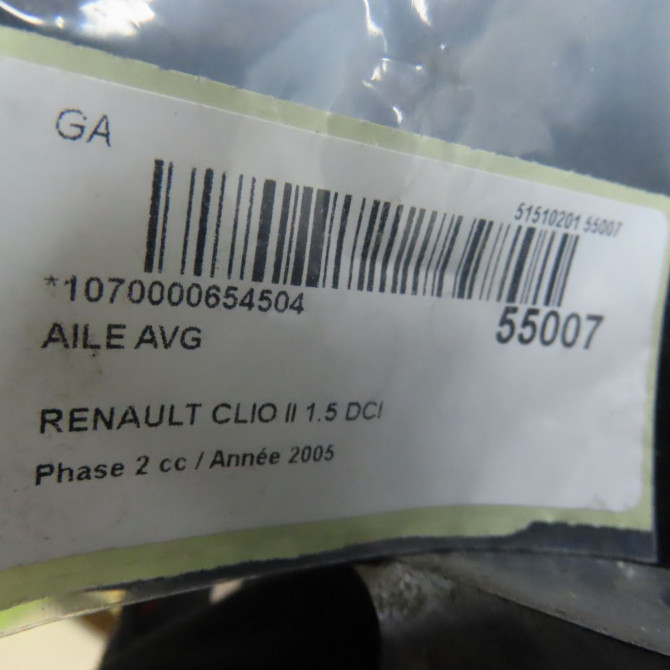 GA
51510201 55007
*1070000654504
55007
AILE AVG
RENAULT CLIO II 1.5 DCI
Phase 2 cc / Année 2005